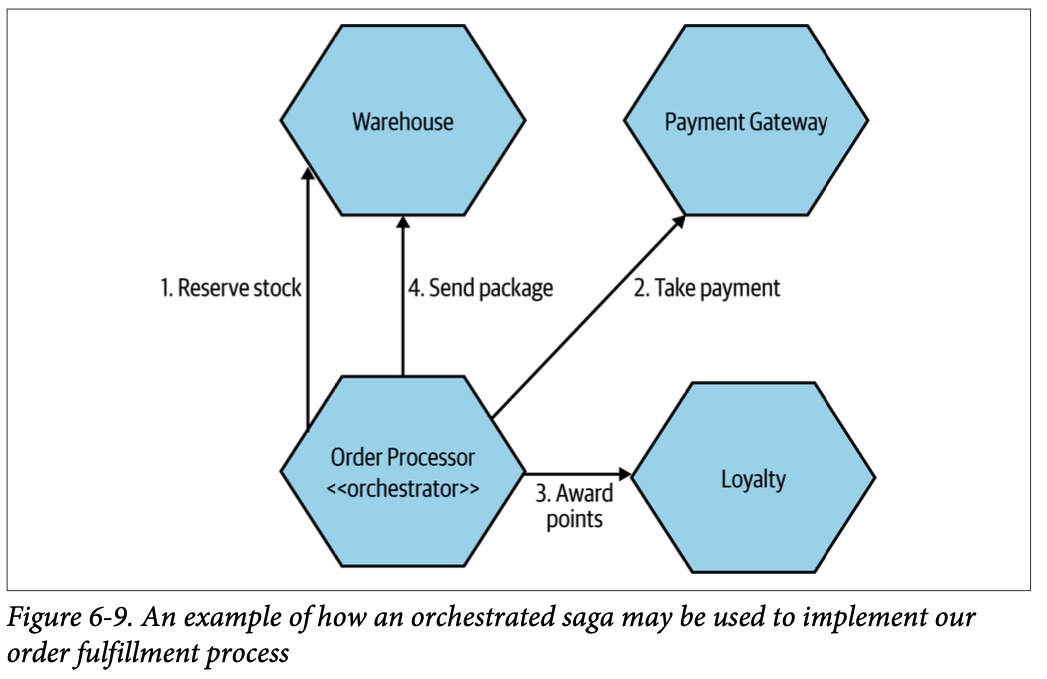 Warehouse
Payment Gateway
1. Reserve stock
4. Send package
2. Take payment
Order Processor
<<orchestrator>>
3. Award
points
Loyalty
Figure 6-9. An example of how an orchestrated saga may be used to implement our
order fulfillment process